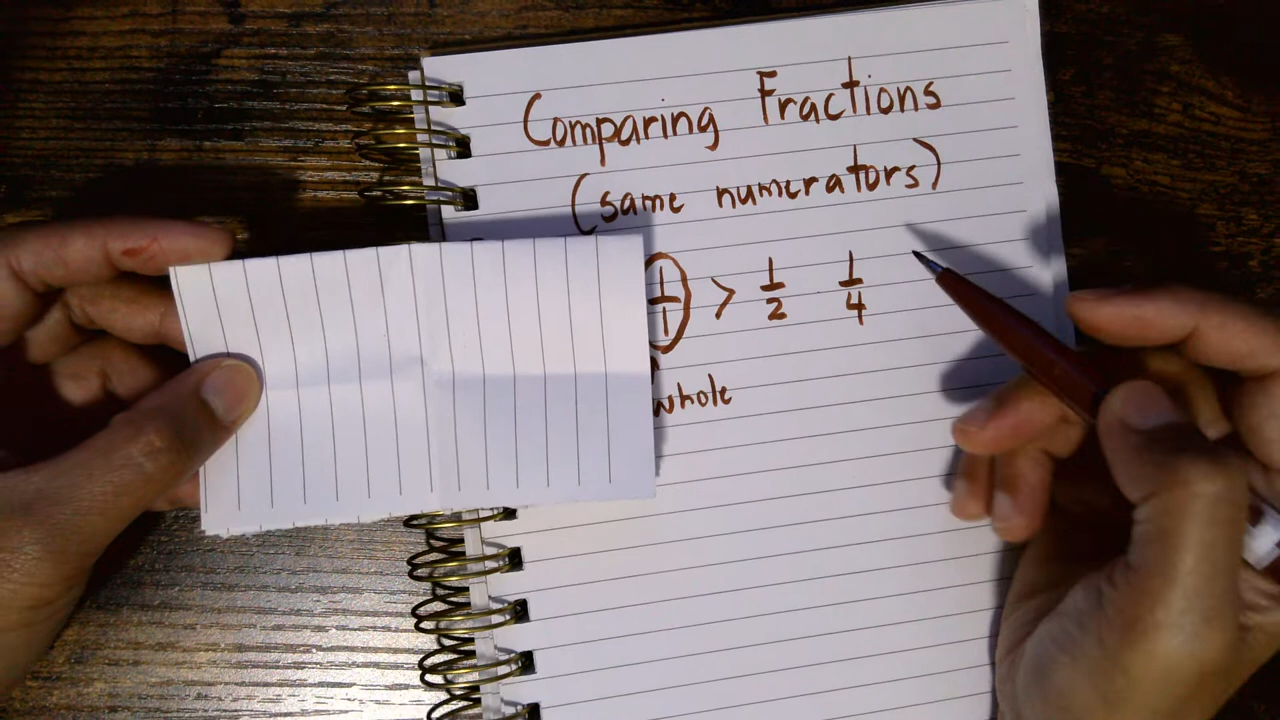 Comparing Fractions
(same numerators)
1/1 > 1/2 1/4
whole